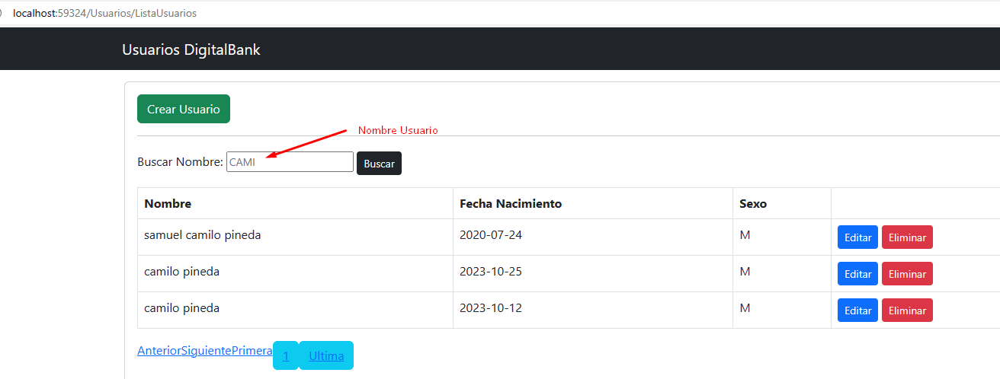 localhost:59324/Usuarios/ListaUsuarios
Usuarios DigitalBank
Crear Usuario
Nombre Usuario
Buscar Nombre: CAMI Buscar
Nombre Fecha Nacimiento Sexo
samuel camilo pineda 2020-07-24 M Editar Eliminar
camilo pineda 2023-10-25 M Editar Eliminar
camilo pineda 2023-10-12 M Editar Eliminar
AnteriorSiguientePrimera 1 Ultima